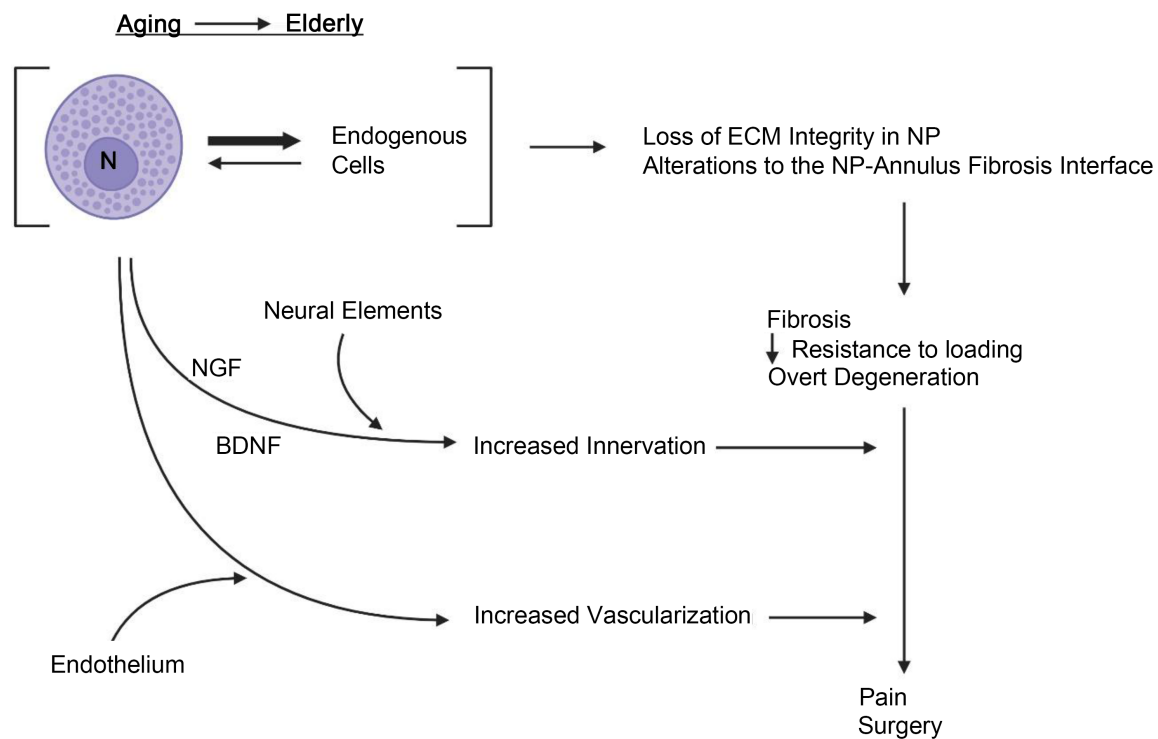 Aging Elderly
N
Endogenous
Cells
Loss of ECM Integrity in NP
Alterations to the NP-Annulus Fibrosis Interface
Neural Elements
Fibrosis
Resistance to loading
Overt Degeneration
NGF
BDNF
Increased Innervation
Increased Vascularization
Endothelium
Pain
Surgery